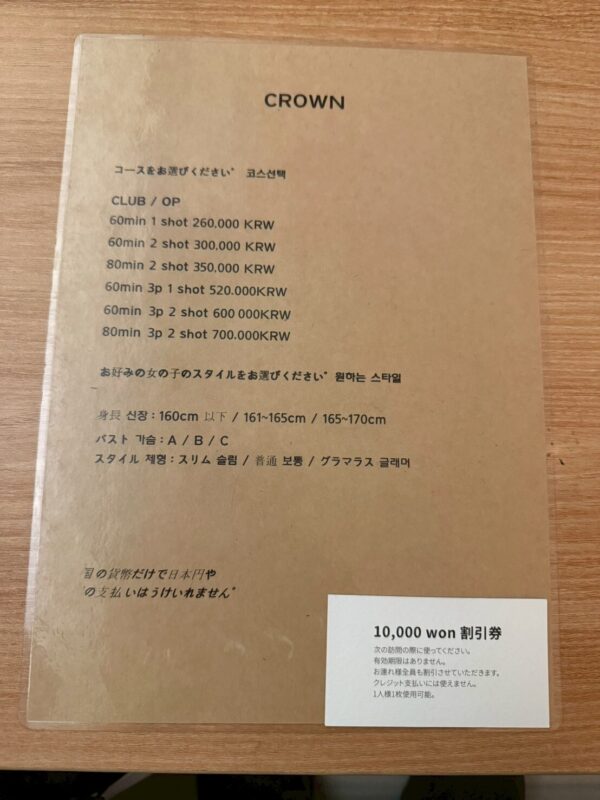 CROWN
コースをお選びください゜ 코스선택
CLUB / OP
60min 1 shot 260.000 KRW
60min 2 shot 300.000 KRW
80min 2 shot 350.000 KRW
60min 3p 1 shot 520.000KRW
60min 3p 2 shot 600 000KRW
80min 3p 2 shot 700.000KRW
お好みの女の子のスタイルをお選びください゜ 원하는 스타일
身長 신장 : 160cm 以下 / 161~165cm / 165~170cm
バスト 가슴 : A / B / C
スタイル 체형 : スリム 슬림 / 普通 보통 / グラマラス 글래머
の貨幣だけで日本円や
の支払いはうけいれません゜
10,000 won 割引券
次の訪問の際に使ってください。
有効期限はありません。
お連れ様全員も割引させていただきます。
クレジット支払いには使えません。
1人様1枚使用可能。